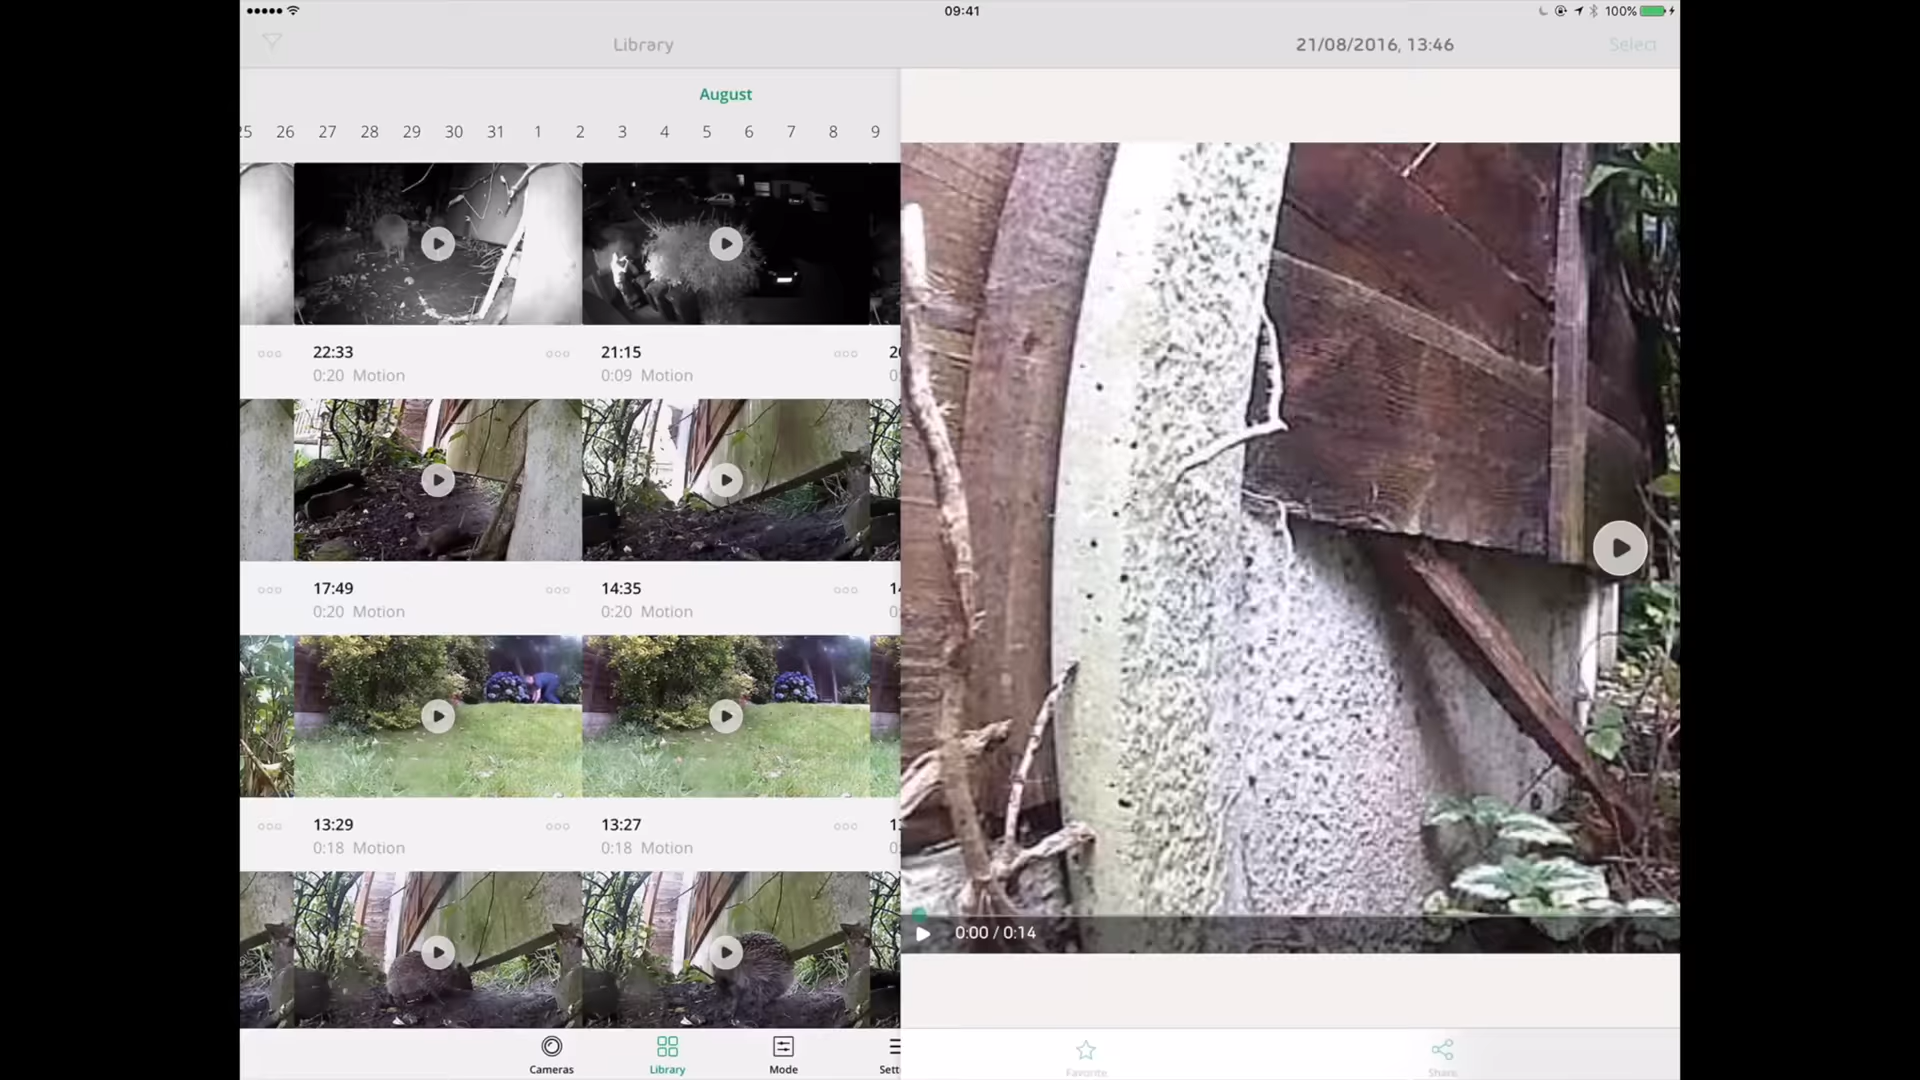 09:41
100%
Library
21/08/2016, 13:46
Select
August
25 26 27 28 29 30 31 1 2 3 4 5 6 7 8 9
22:33
0:20 Motion
21:15
0:09 Motion
17:49
0:20 Motion
14:35
0:20 Motion
13:29
0:18 Motion
13:27
0:18 Motion
0:00 / 0:14
Cameras
Library
Mode
Favorite
Share